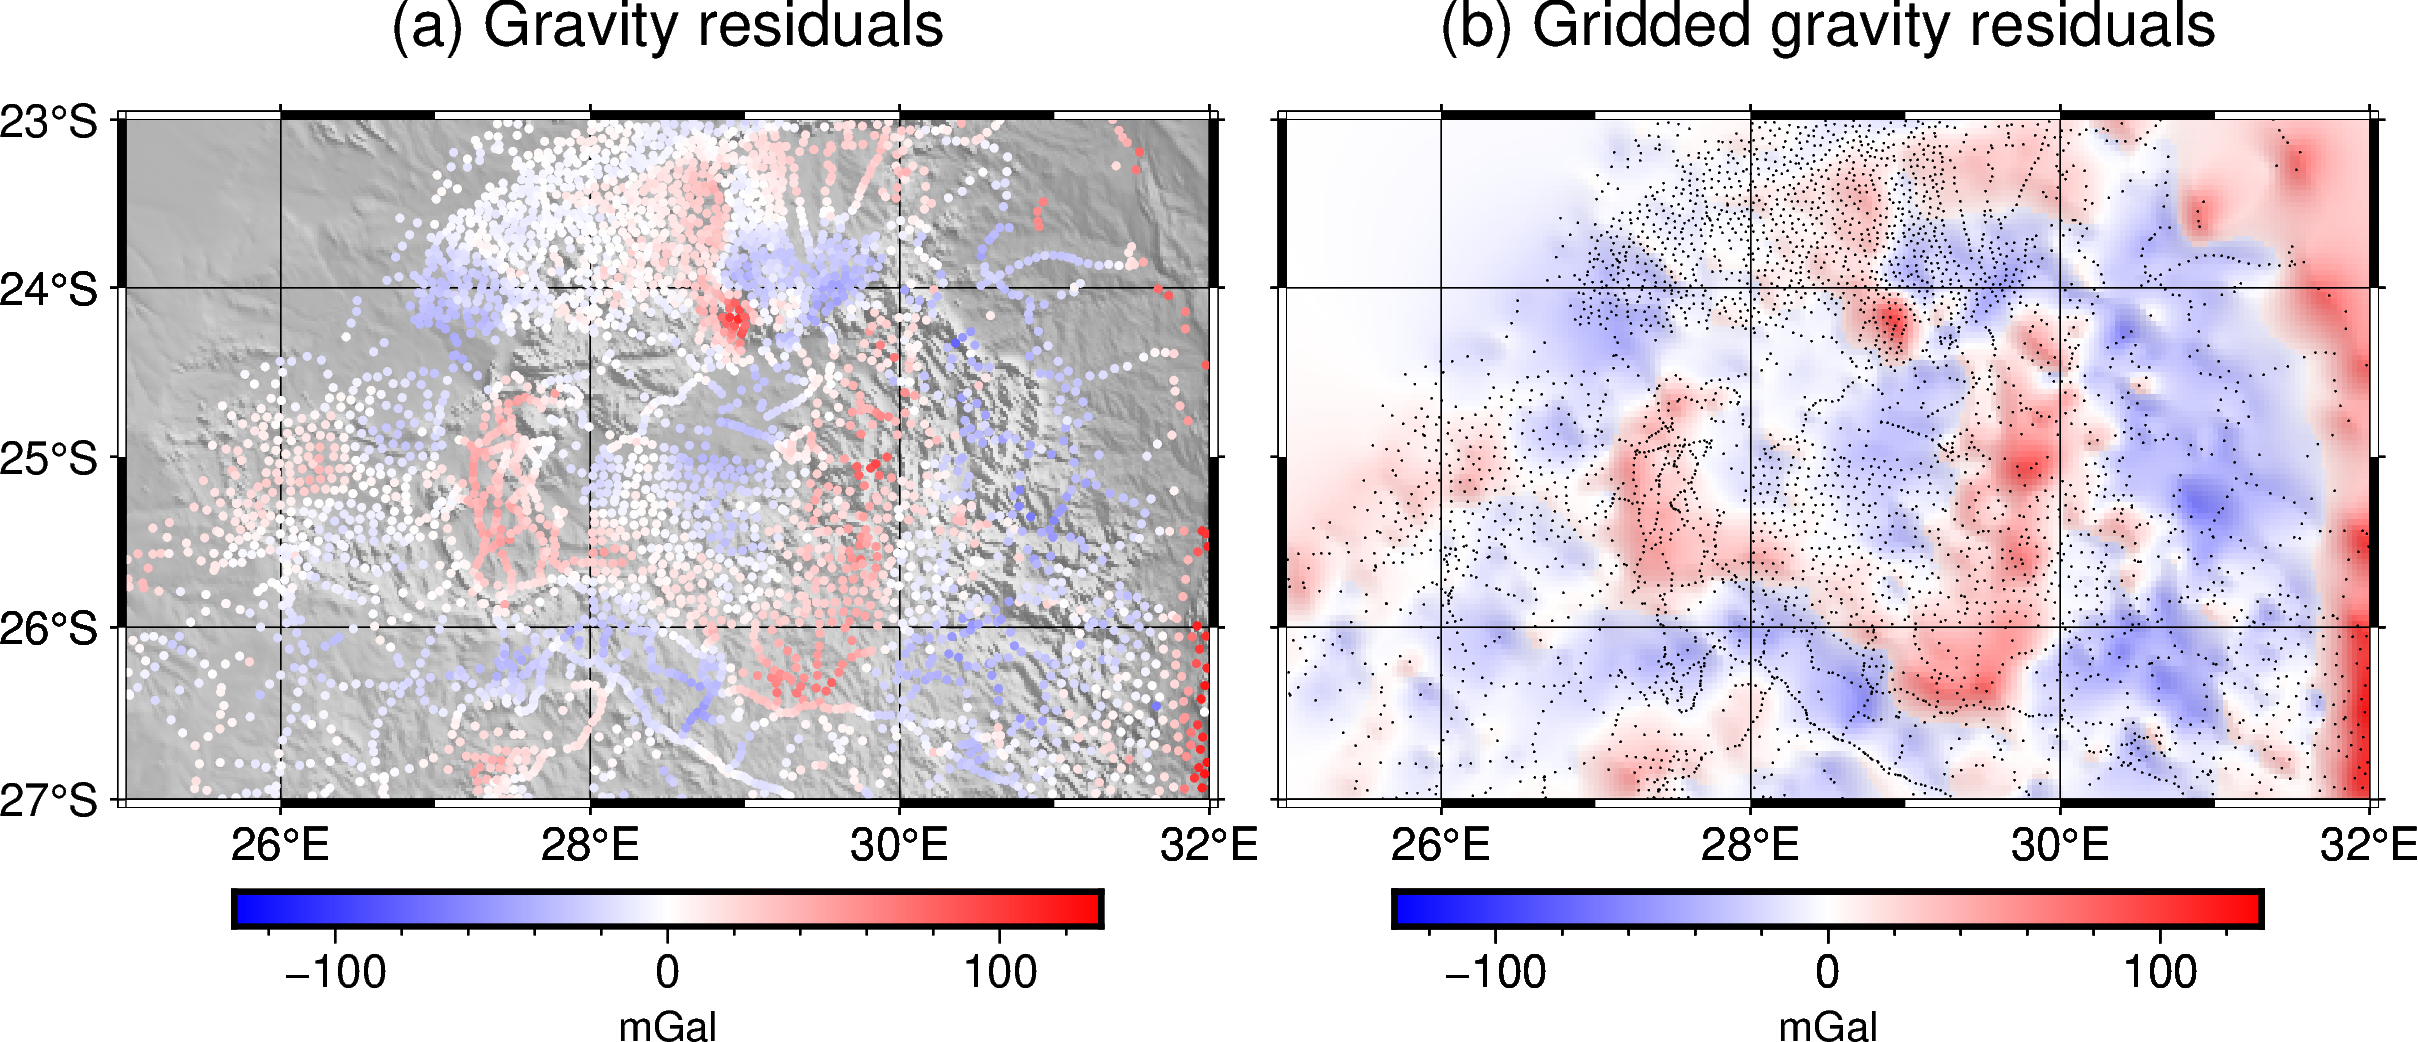 (a) Gravity residuals
(b) Gridded gravity residuals
23°S
24°S
25°S
26°S
27°S
26°E 28°E 30°E 32°E
26°E 28°E 30°E 32°E
−100 0 100
−100 0 100
mGal
mGal